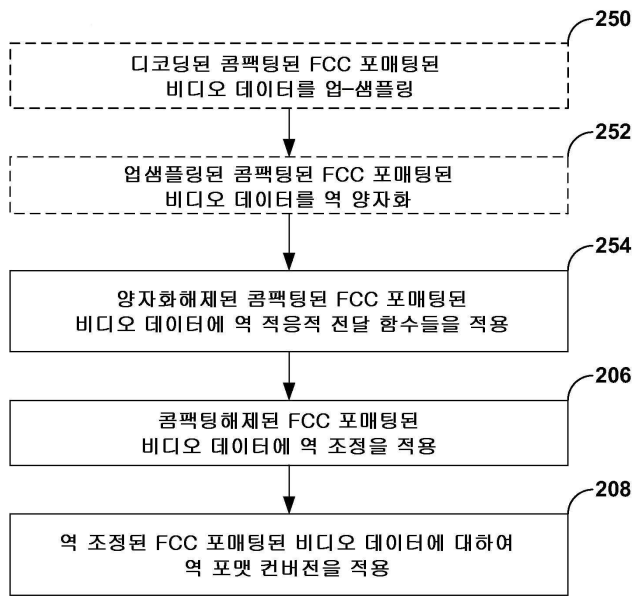 250
디코딩된 콤팩팅된 FCC 포매팅된
비디오 데이터를 업-샘플링
252
업샘플링된 콤팩팅된 FCC 포매팅된
비디오 데이터를 역 양자화
254
양자화해제된 콤팩팅된 FCC 포매팅된
비디오 데이터에 역 적응적 전달 함수들을 적용
206
콤팩팅해제된 FCC 포매팅된
비디오 데이터에 역 조정을 적용
208
역 조정된 FCC 포매팅된 비디오 데이터에 대하여
역 포맷 컨버전을 적용